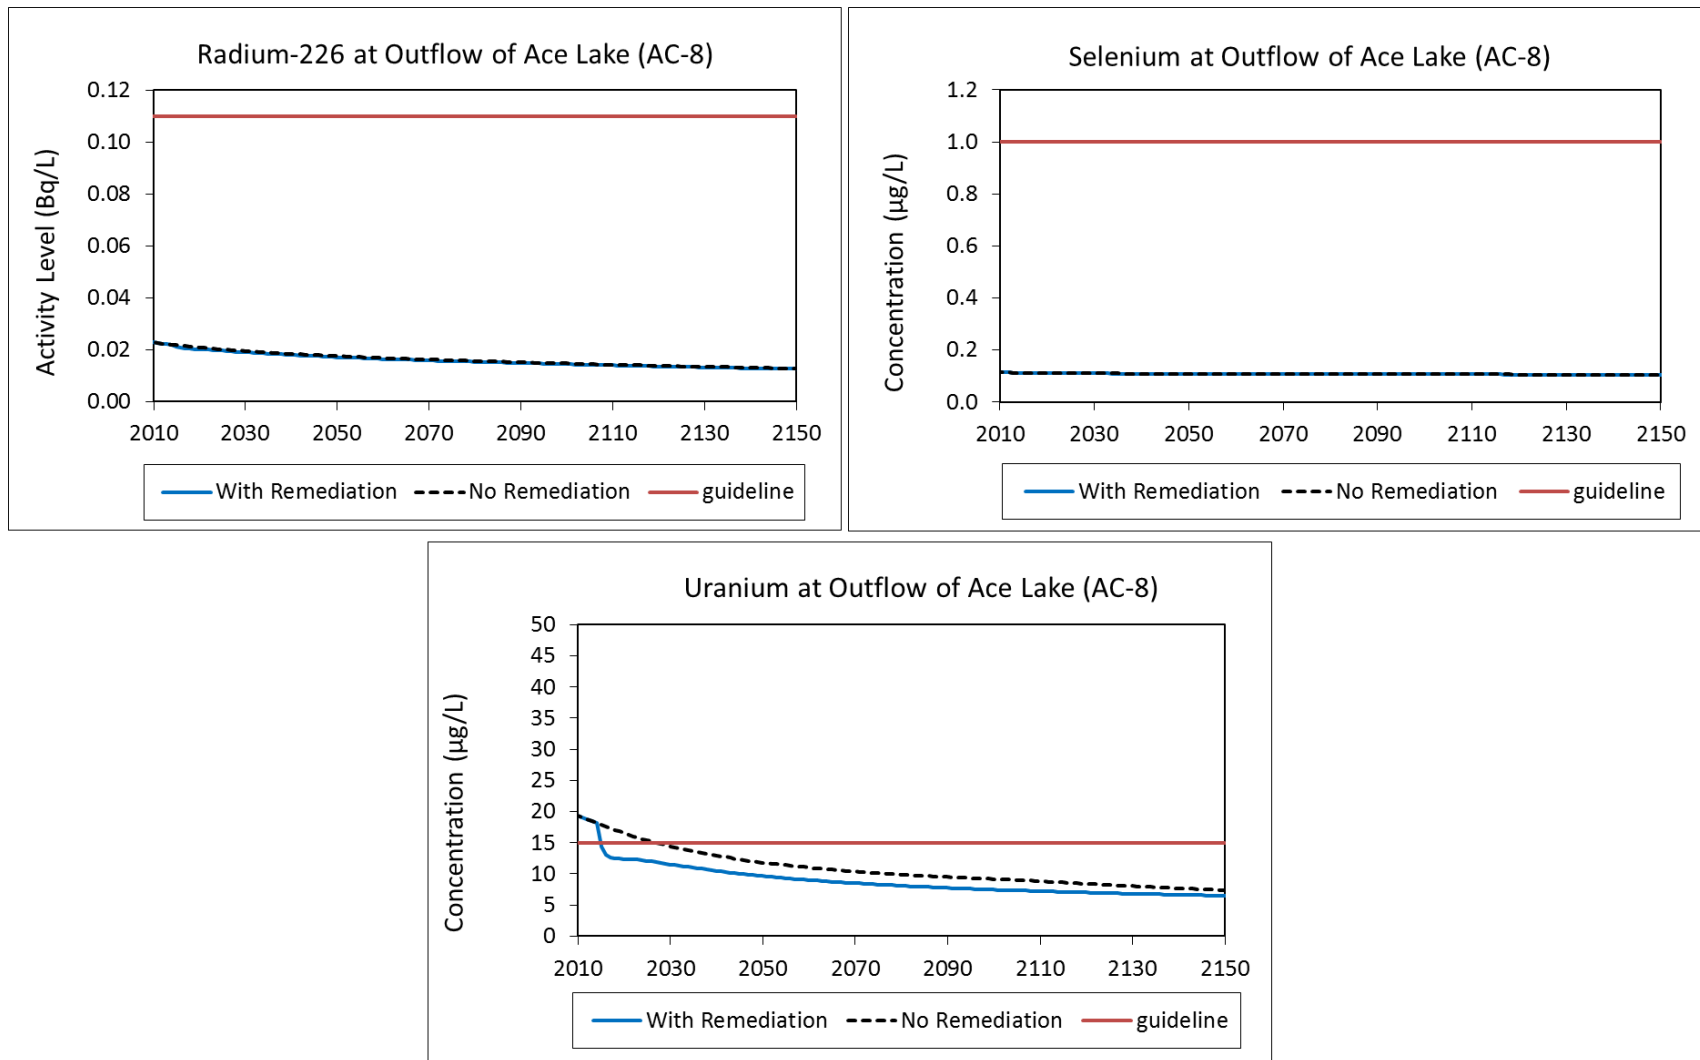 Radium-226 at Outflow of Ace Lake (AC-8)
Activity Level (Bq/L)
0.12
0.10
0.08
0.06
0.04
0.02
0.00
2010 2030 2050 2070 2090 2110 2130 2150
With Remediation No Remediation guideline
Selenium at Outflow of Ace Lake (AC-8)
Concentration (µg/L)
1.2
1.0
0.8
0.6
0.4
0.2
0.0
2010 2030 2050 2070 2090 2110 2130 2150
With Remediation No Remediation guideline
Uranium at Outflow of Ace Lake (AC-8)
Concentration (µg/L)
50
45
40
35
30
25
20
15
10
5
0
2010 2030 2050 2070 2090 2110 2130 2150
With Remediation No Remediation guideline